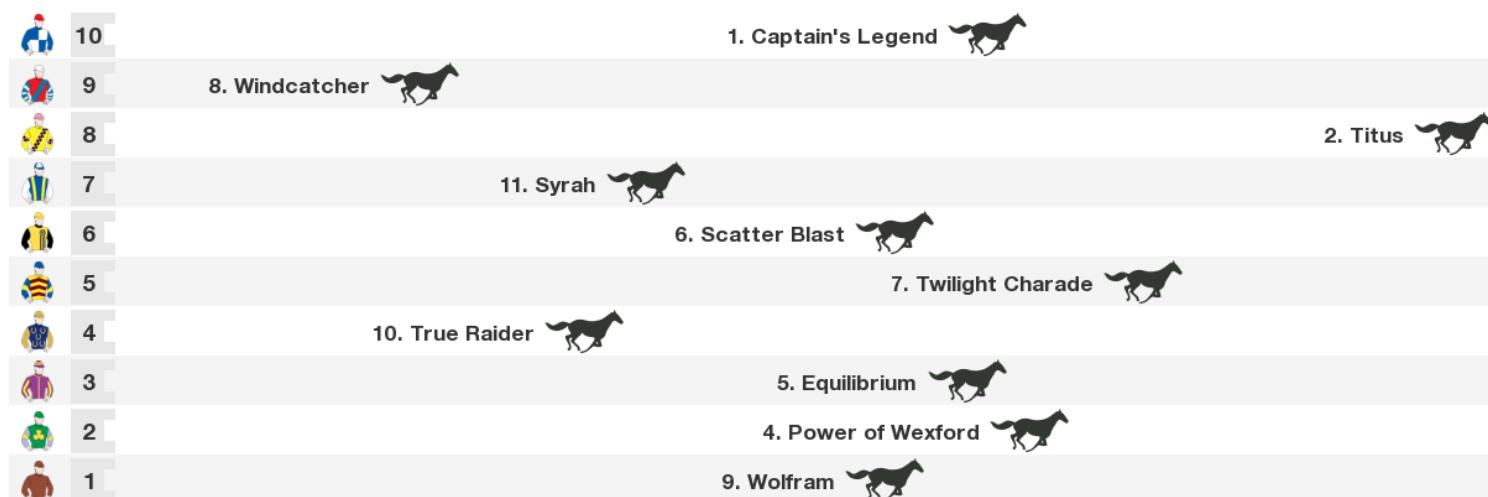 10 1. Captain's Legend
9 8. Windcatcher
8 2. Titus
7 11. Syrah
6 6. Scatter Blast
5 7. Twilight Charade
4 10. True Raider
3 5. Equilibrium
2 4. Power of Wexford
1 9. Wolfram